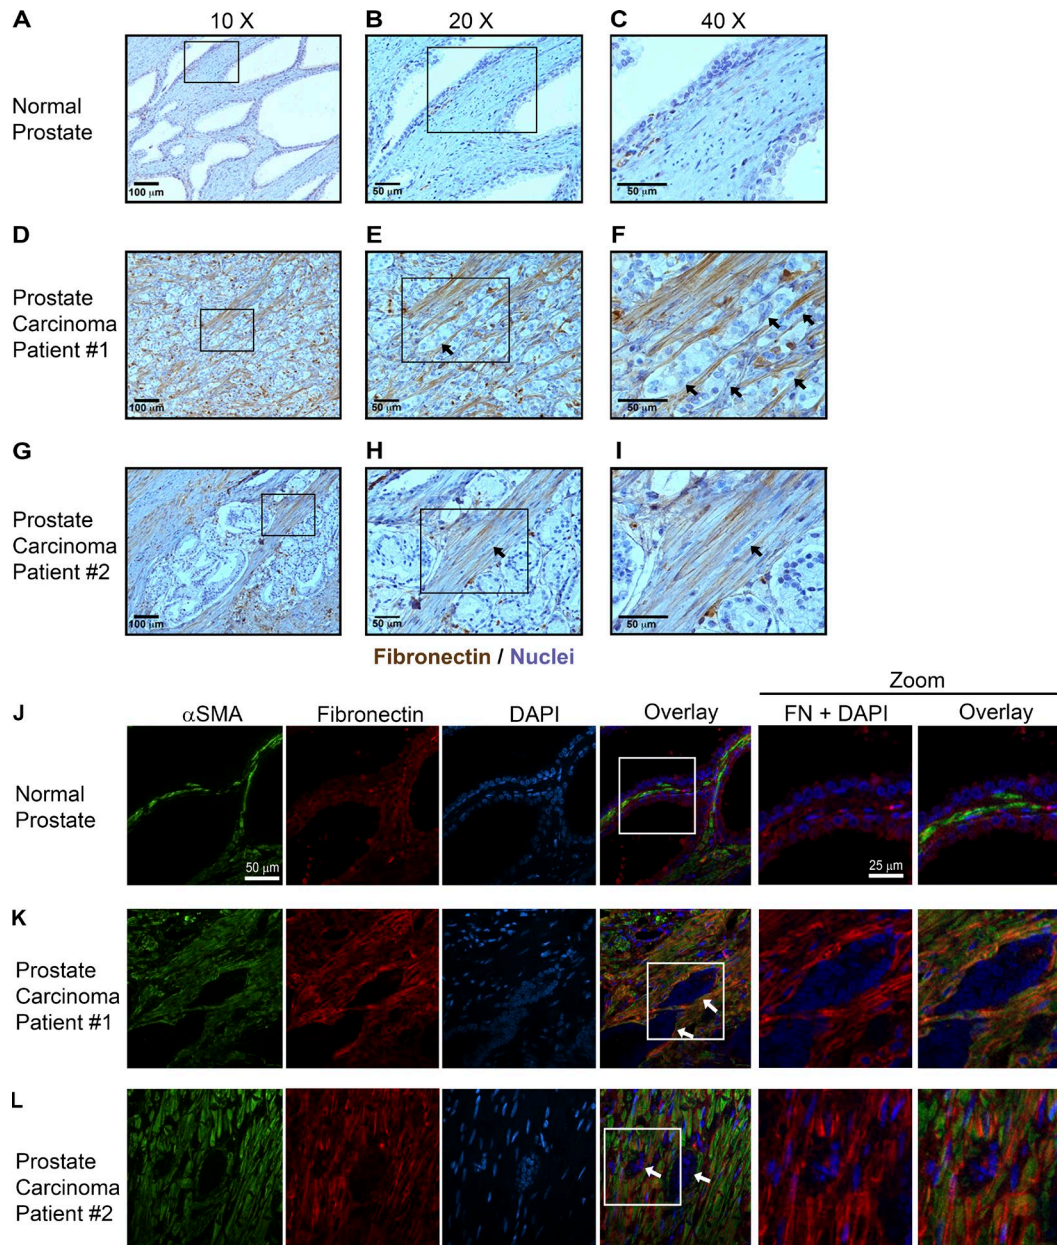 A
10 X
B
20 X
C
40 X
Normal
Prostate
100 μm
50 μm
50 μm
D
E
F
Prostate
Carcinoma
Patient #1
100 μm
50 μm
50 μm
G
H
I
Prostate
Carcinoma
Patient #2
100 μm
50 μm
50 μm
Fibronectin / Nuclei
Zoom
J
αSMA
Fibronectin
DAPI
Overlay
FN + DAPI
Overlay
Normal
Prostate
50 μm
25 μm
K
Prostate
Carcinoma
Patient #1
L
Prostate
Carcinoma
Patient #2